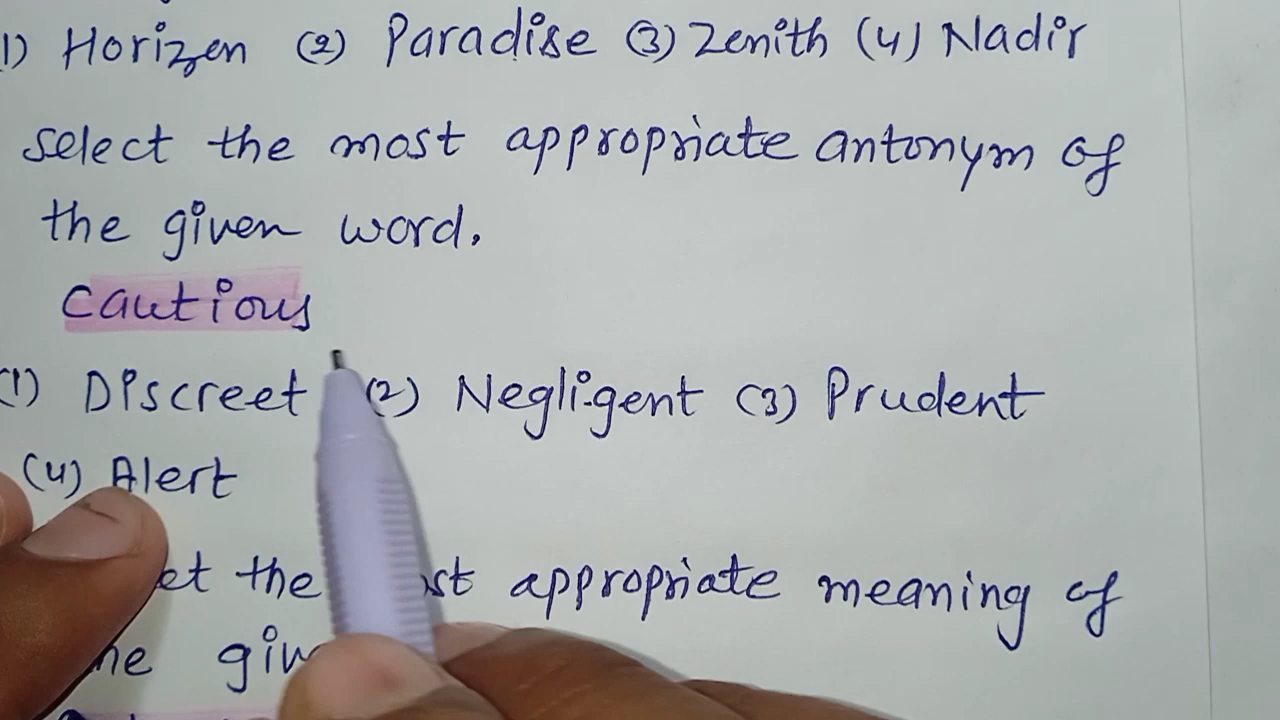 1) Horizen (2) Paradise (3) Zenith (4) Nadir
select the most appropriate antonym of
the given word.
cautious
(1) Discreet (2) Negligent (3) Prudent
(4) Alert
the appropriate meaning of